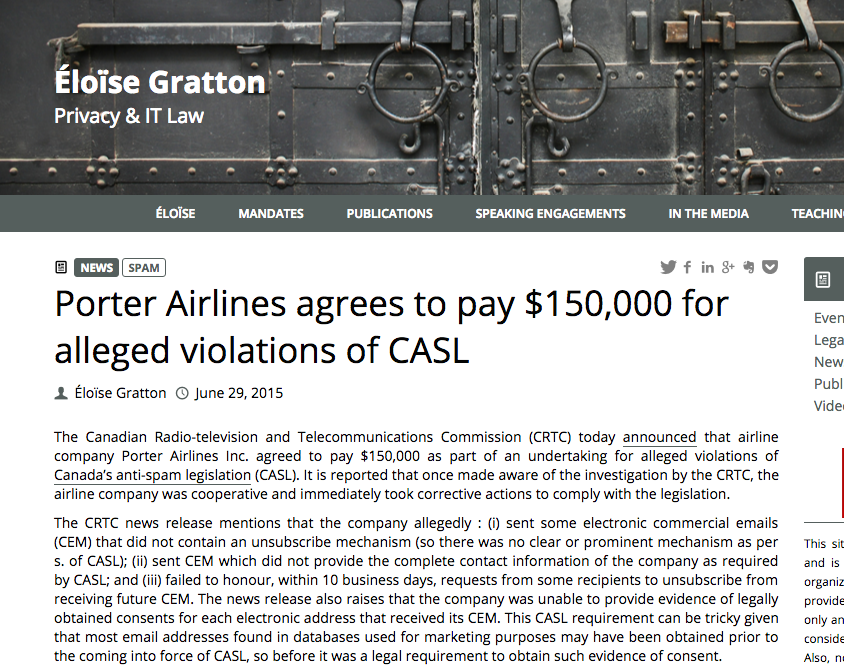 Éloïse Gratton
Privacy & IT Law
ÉLOÏSE MANDATES PUBLICATIONS SPEAKING ENGAGEMENTS IN THE MEDIA TEACHIN
NEWS SPAM
Porter Airlines agrees to pay $150,000 for
alleged violations of CASL
Éloïse Gratton June 29, 2015
The Canadian Radio-television and Telecommunications Commission (CRTC) today announced that airline
company Porter Airlines Inc. agreed to pay $150,000 as part of an undertaking for alleged violations of
Canada's anti-spam legislation (CASL). It is reported that once made aware of the investigation by the CRTC, the
airline company was cooperative and immediately took corrective actions to comply with the legislation.
The CRTC news release mentions that the company allegedly : (i) sent some electronic commercial emails
(CEM) that did not contain an unsubscribe mechanism (so there was no clear or prominent mechanism as per
s. of CASL); (ii) sent CEM which did not provide the complete contact information of the company as required
by CASL; and (iii) failed to honour, within 10 business days, requests from some recipients to unsubscribe from
receiving future CEM. The news release also raises that the company was unable to provide evidence of legally
obtained consents for each electronic address that received its CEM. This CASL requirement can be tricky given
that most email addresses found in databases used for marketing purposes may have been obtained prior to
the coming into force of CASL, so before it was a legal requirement to obtain such evidence of consent.
Even
Lega
New
Publ
Vide
This sit
and is
organiz
provide
only an
conside
Also, n